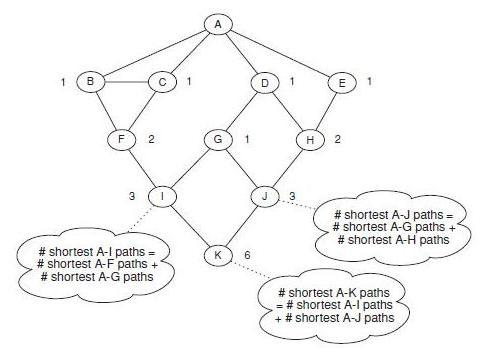 A
1 B C 1 D 1 E 1
F 2 G 1 H 2
3 I J 3
# shortest A-J paths =
# shortest A-G paths +
# shortest A-H paths
# shortest A-I paths =
# shortest A-F paths +
# shortest A-G paths
K 6
# shortest A-K paths
= # shortest A-I paths
+ # shortest A-J paths